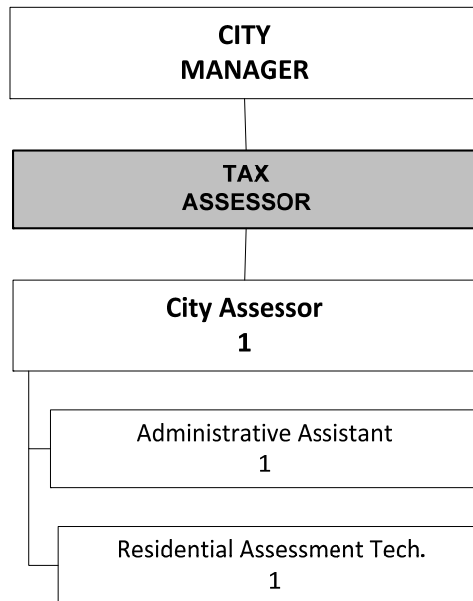 CITY
MANAGER
TAX
ASSESSOR
City Assessor
1
Administrative Assistant
1
Residential Assessment Tech.
1